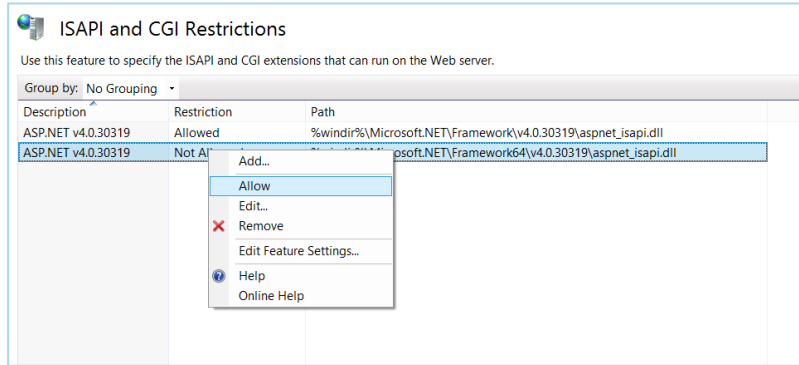 ISAPI and CGI Restrictions
Use this feature to specify the ISAPI and CGI extensions that can run on the Web server.
Group by: No Grouping
Description Restriction Path
ASP.NET v4.0.30319 Allowed %windir%\Microsoft.NET\Framework\v4.0.30319\aspnet_isapi.dll
ASP.NET v4.0.30319 Not osoft.NET\Framework64\v4.0.30319\aspnet_isapi.dll
Add...
Allow
Edit...
Remove
Edit Feature Settings...
Help
Online Help